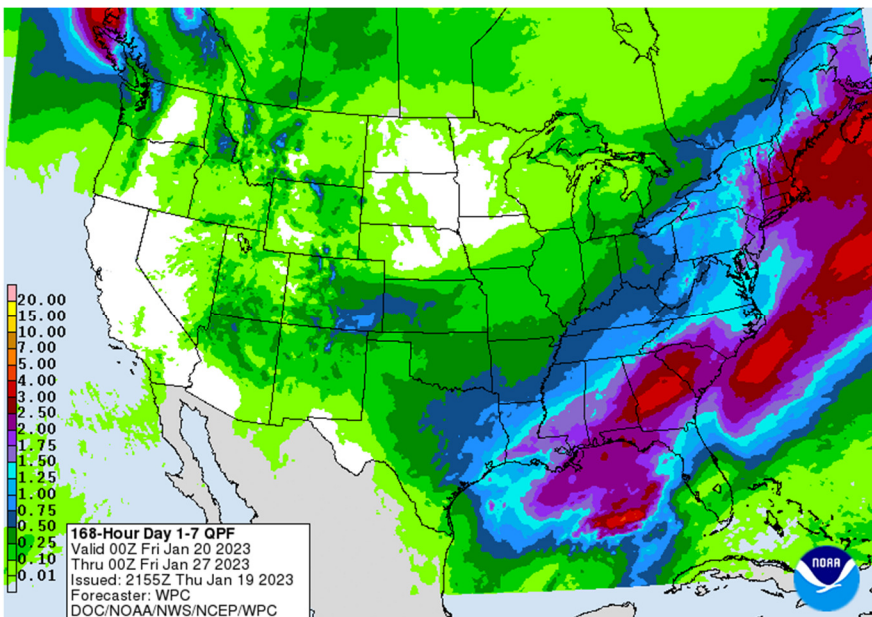 20.00
15.00
10.00
7.00
5.00
4.00
3.00
2.50
2.00
1.75
1.50
1.25
1.00
0.75
0.50
0.25
0.10
0.01
168-Hour Day 1-7 QPF
Valid 00Z Fri Jan 20 2023
Thru 00Z Fri Jan 27 2023
Issued: 2155Z Thu Jan 19 2023
Forecaster: WPC
DOC/NOAA/NWS/NCEP/WPC
NOAA